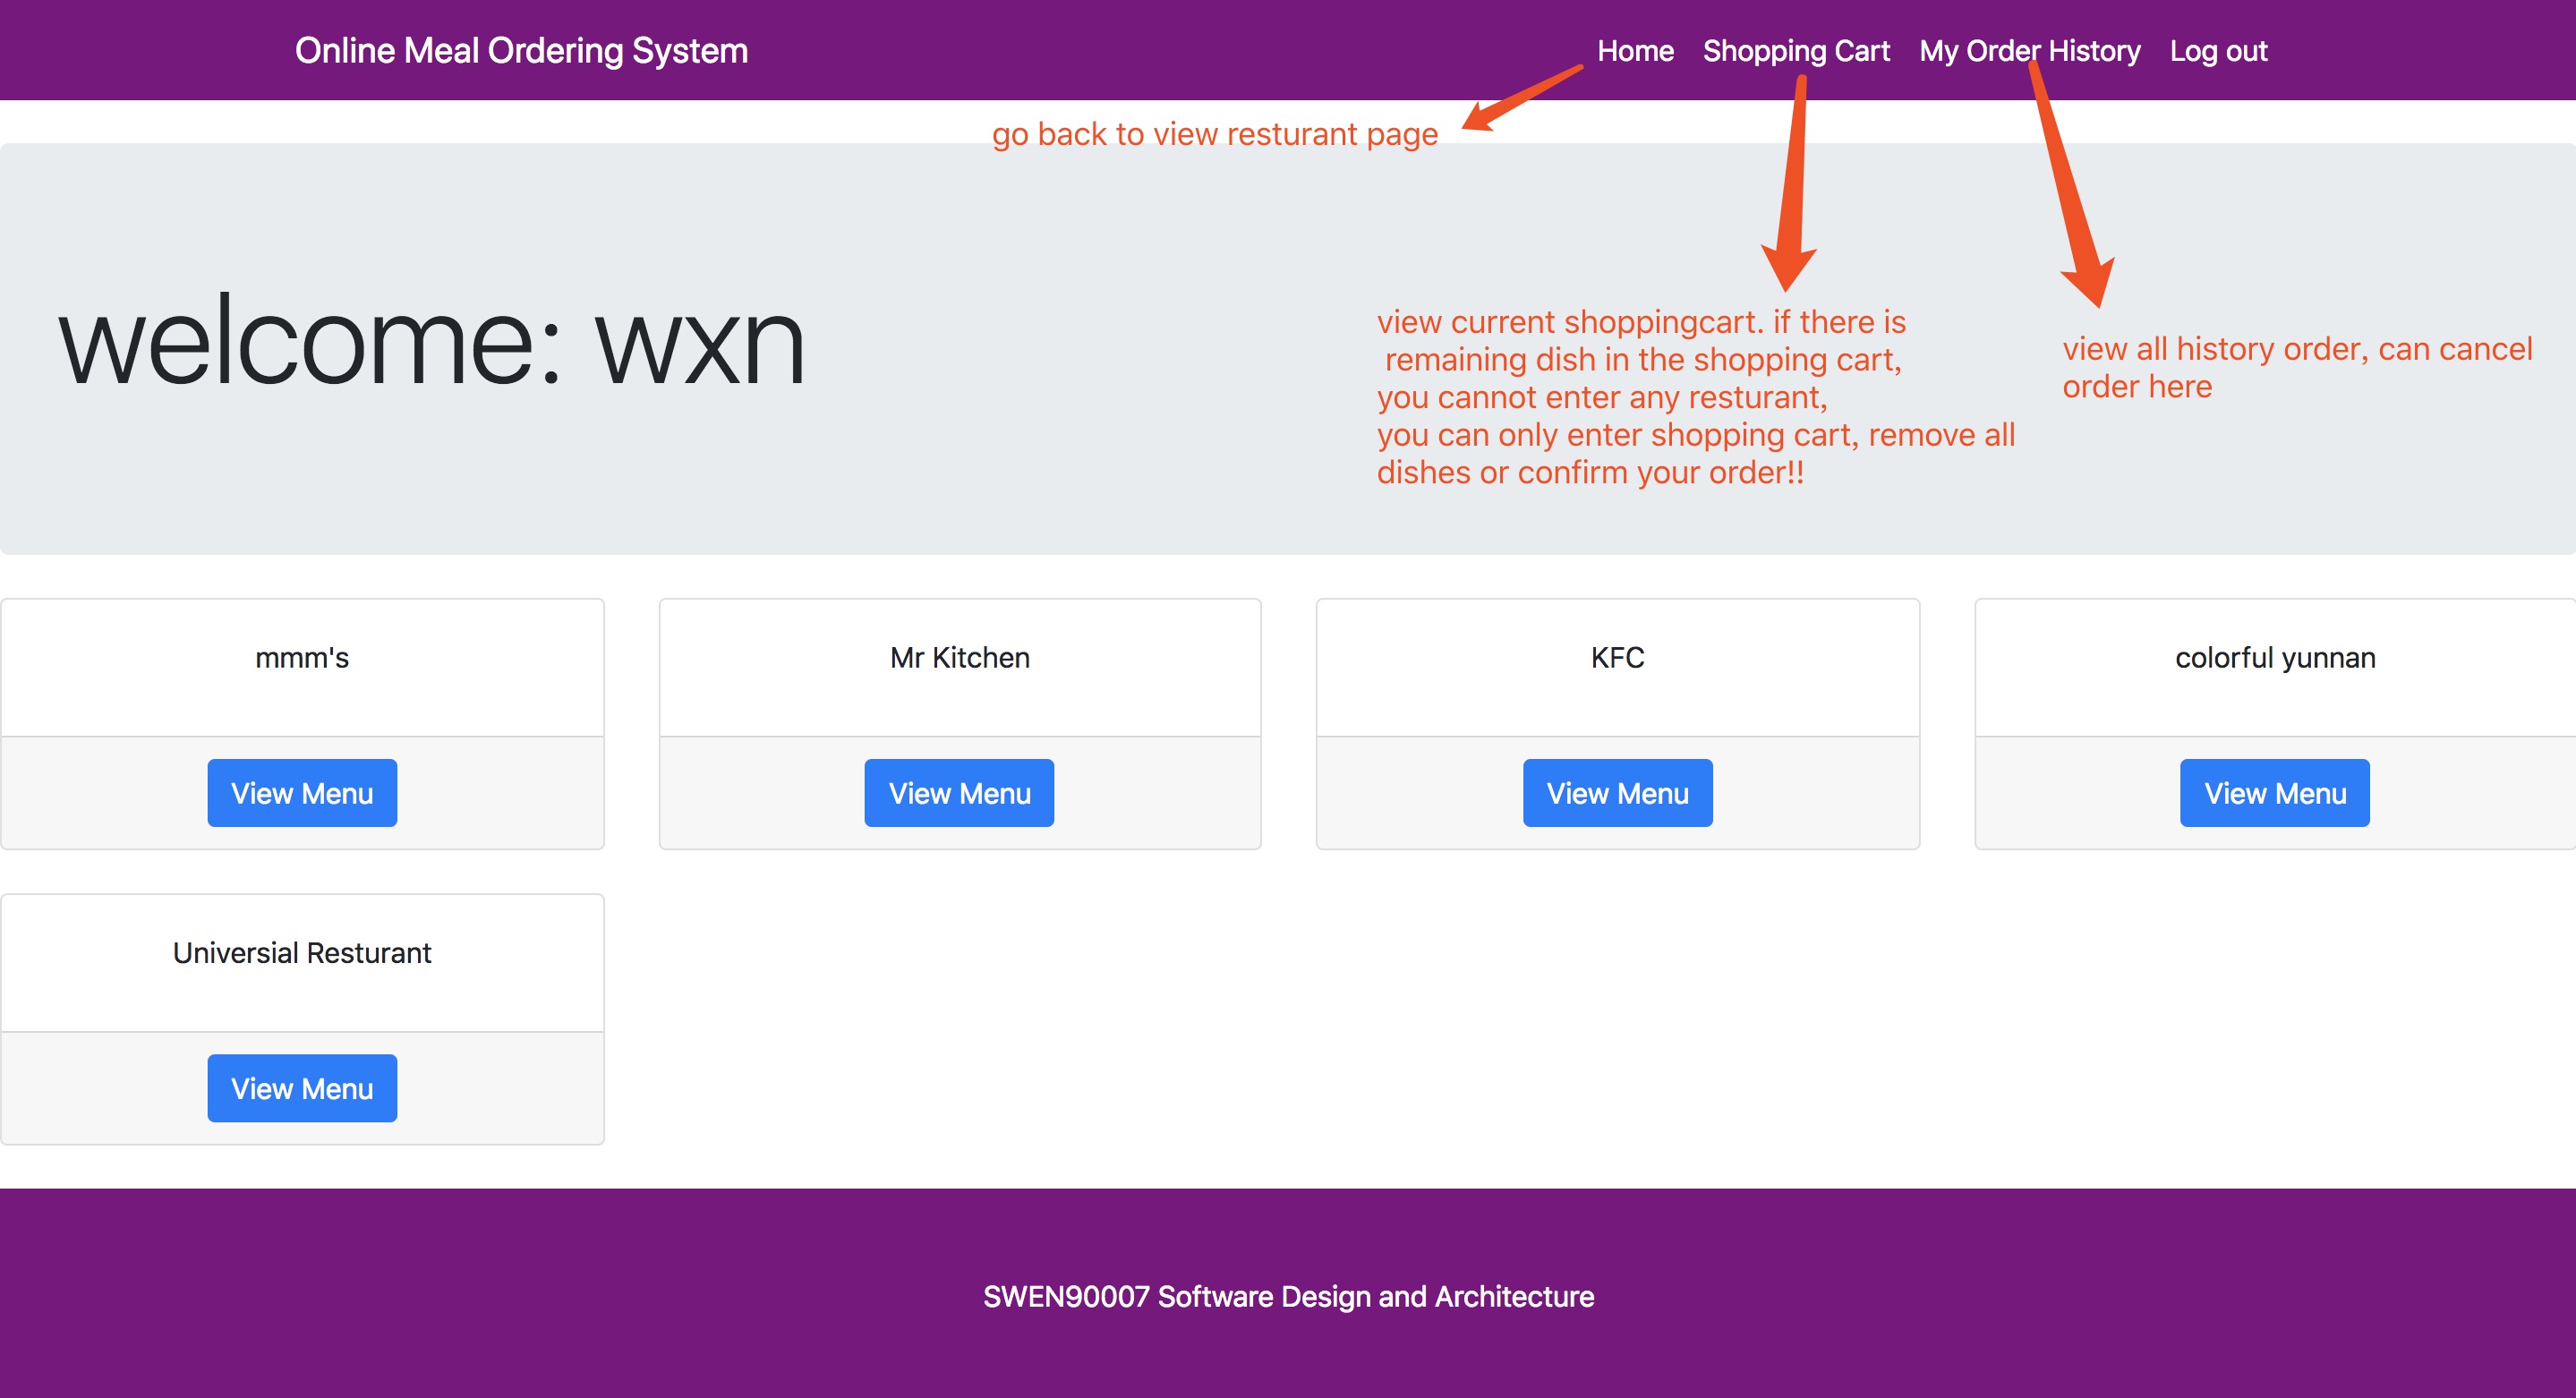 Online Meal Ordering System
Home Shopping Cart My Order History Log out
go back to view resturant page
welcome: wxn
view current shoppingcart. if there is
remaining dish in the shopping cart,
you cannot enter any resturant,
you can only enter shopping cart, remove all
dishes or confirm your order!!
view all history order, can cancel
order here
mmm's
View Menu
Mr Kitchen
View Menu
KFC
View Menu
colorful yunnan
View Menu
Universial Resturant
View Menu
SWEN90007 Software Design and Architecture